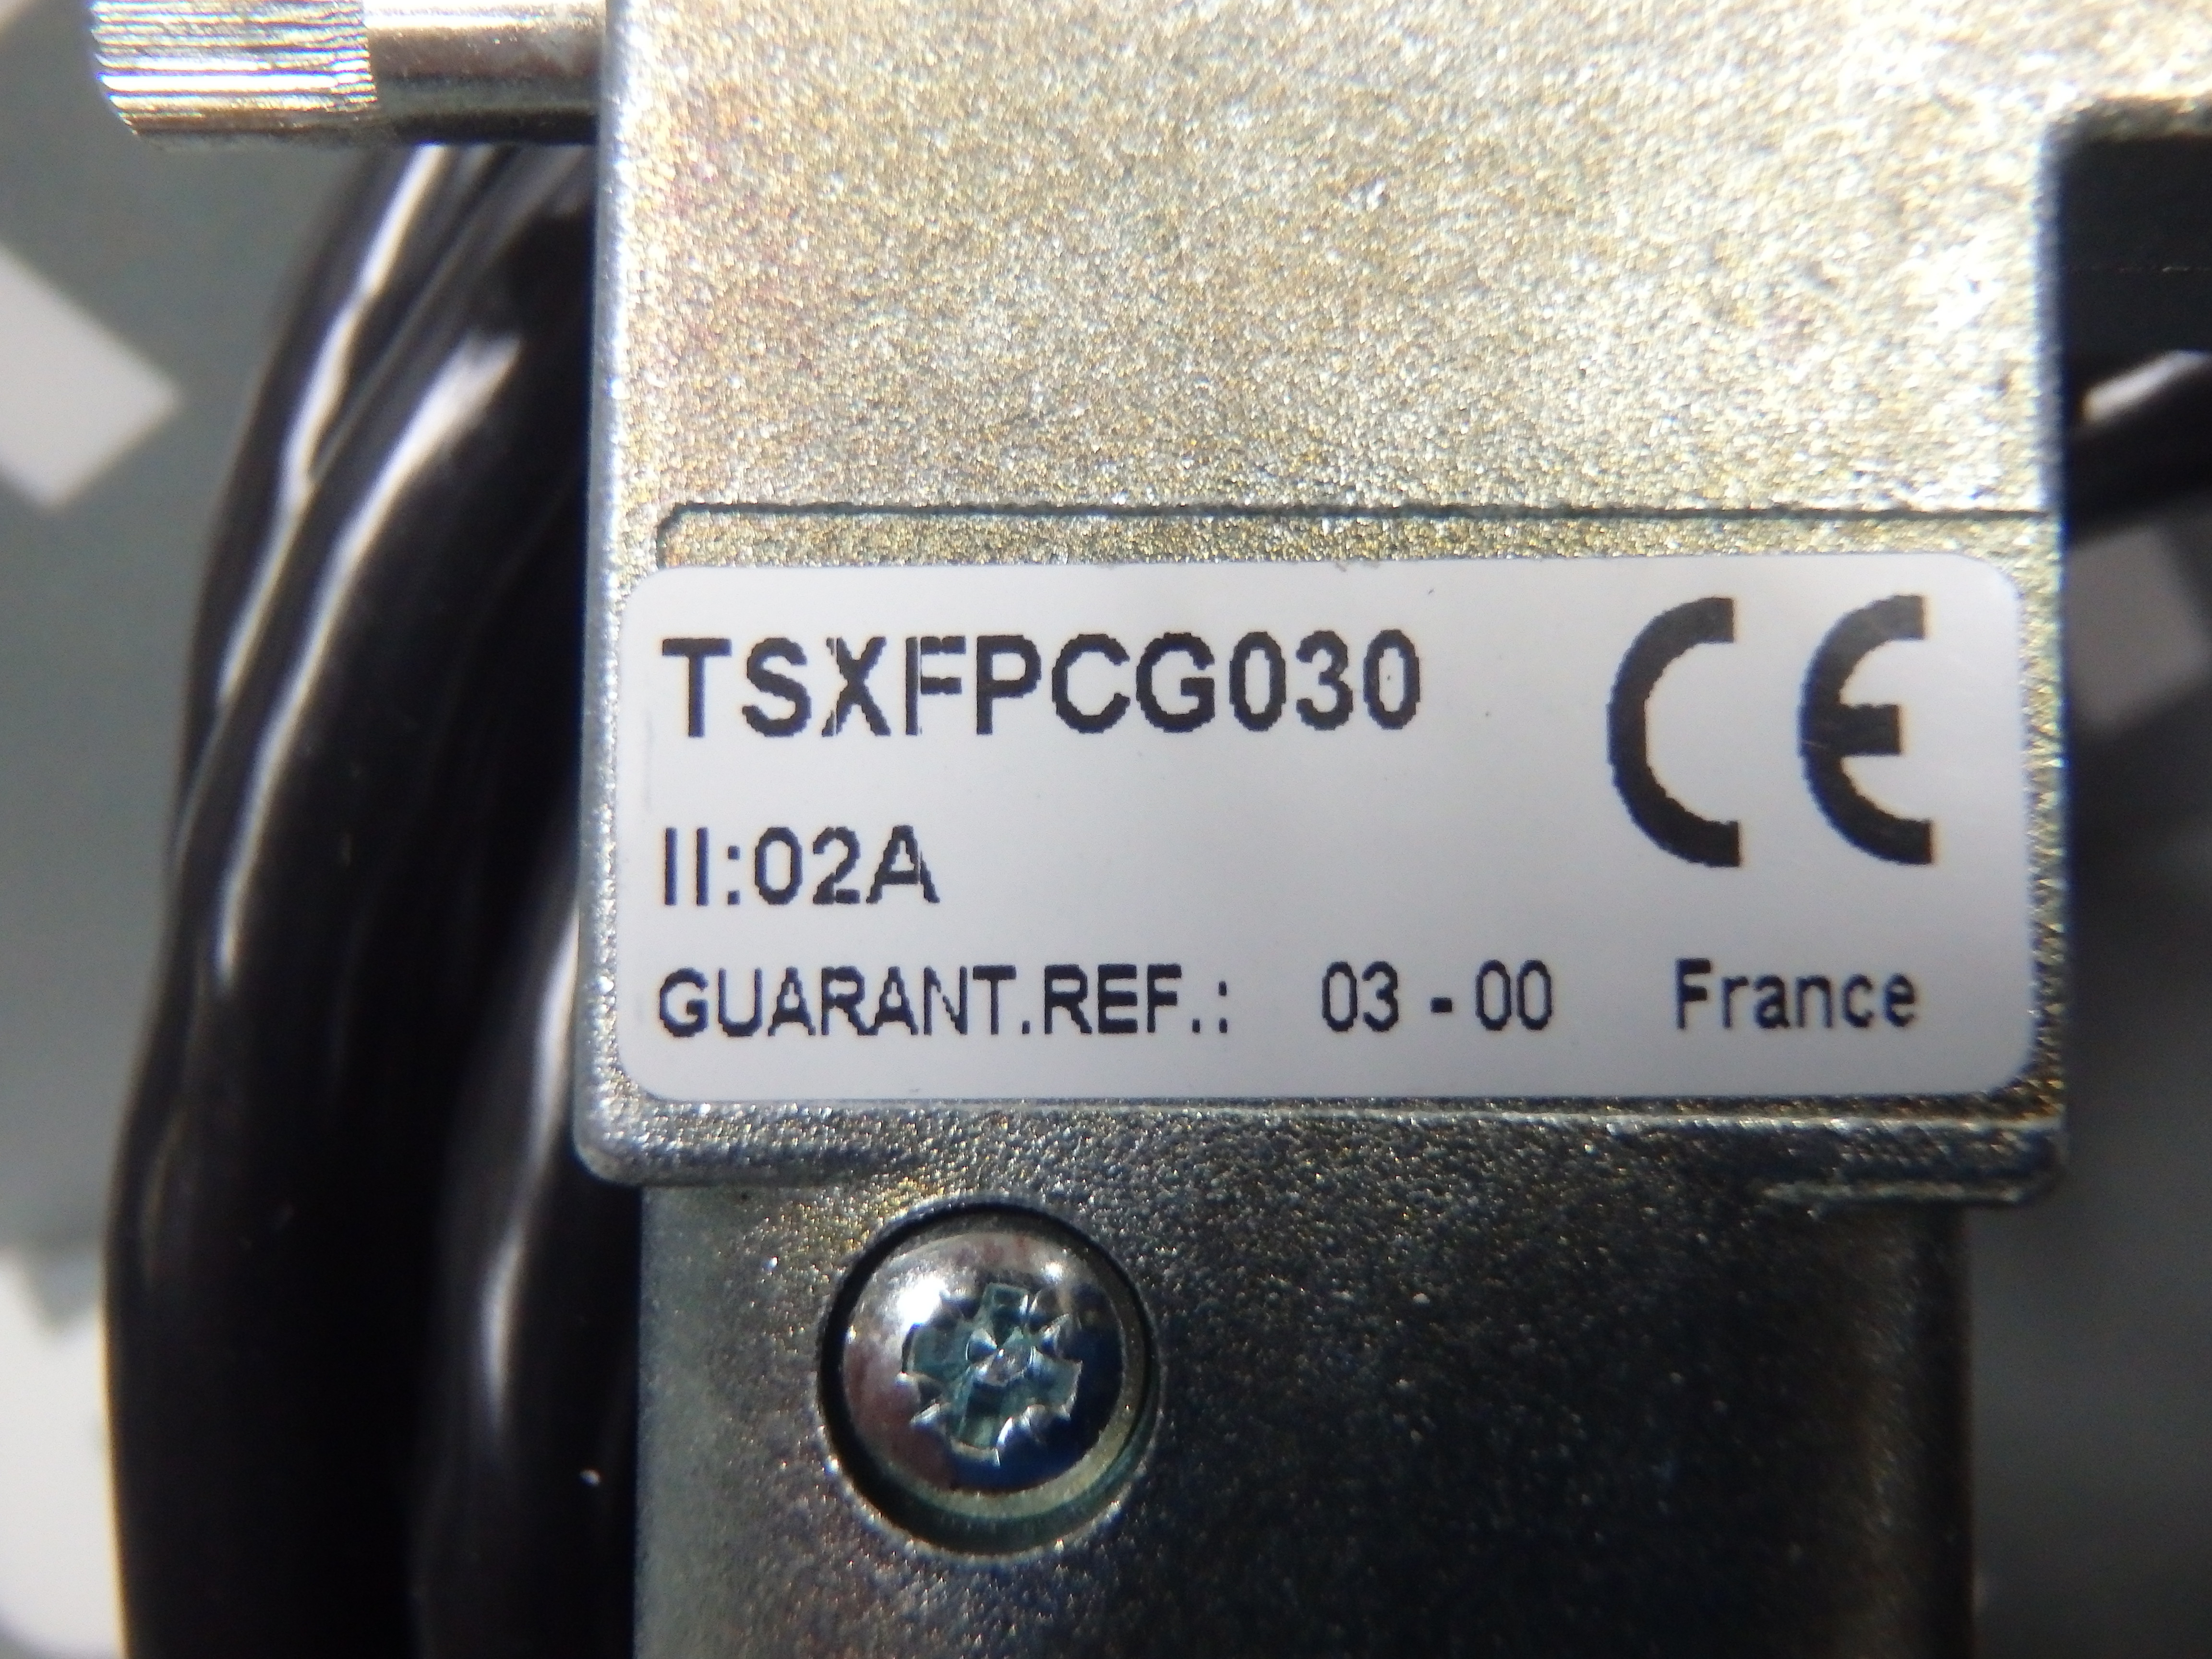 TSXFPCG030 CE
II:02A
GUARANT.REF.: 03 - 00 France